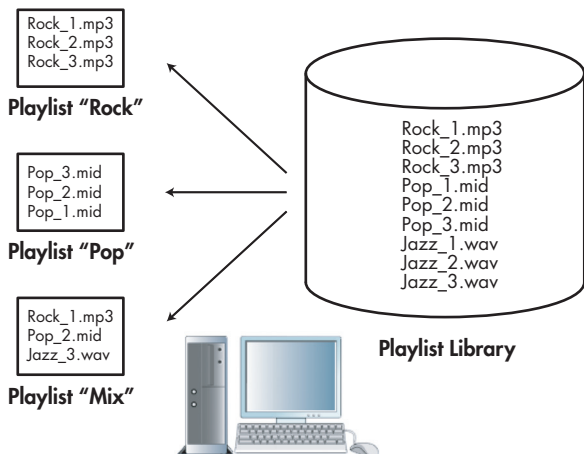 Rock_1.mp3
Rock_2.mp3
Rock_3.mp3
Playlist “Rock”
Pop_3.mid
Pop_2.mid
Pop_1.mid
Playlist “Pop”
Rock_1.mp3
Pop_2.mid
Jazz_3.wav
Playlist “Mix”
Rock_1.mp3
Rock_2.mp3
Rock_3.mp3
Pop_1.mid
Pop_2.mid
Pop_3.mid
Jazz_1.wav
Jazz_2.wav
Jazz_3.wav
Playlist Library